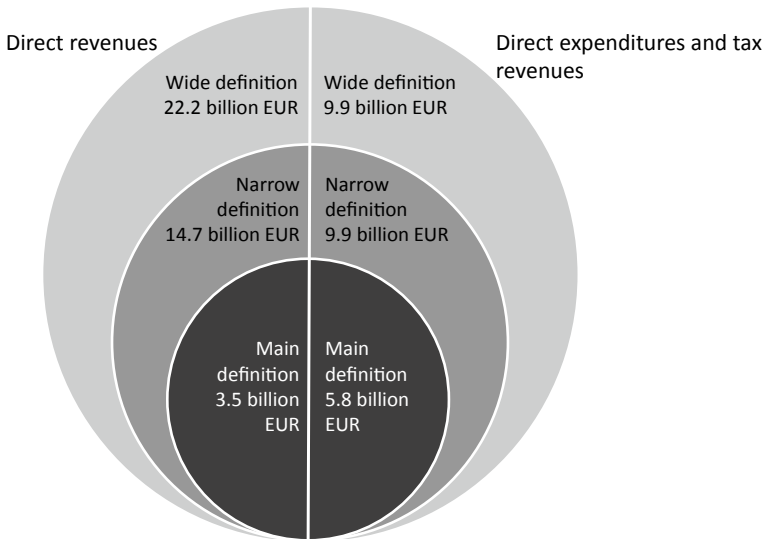 Direct revenues
Direct expenditures and tax
revenues
Wide definition
22.2 billion EUR
Wide definition
9.9 billion EUR
Narrow
definition
14.7 billion EUR
Narrow
definition
9.9 billion EUR
Main
definition
3.5 billion
EUR
Main
definition
5.8 billion
EUR